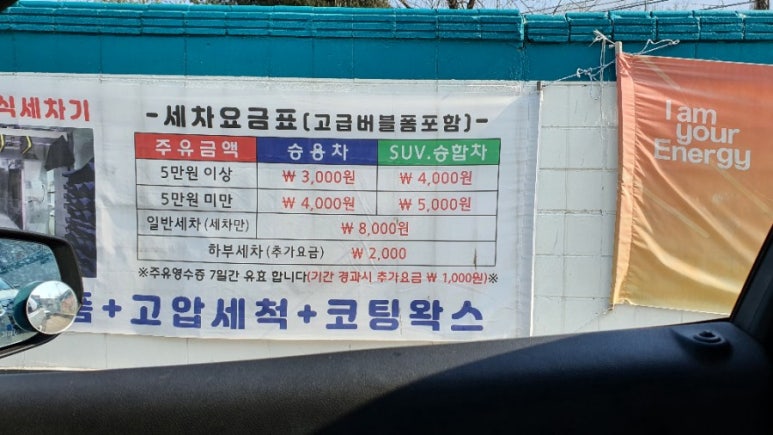 식세차기
-세차요금표(고급버블폼포함)-
주유금액 승용차 SUV.승합차
5만원 이상 ₩ 3,000원 ₩ 4,000원
5만원 미만 ₩ 4,000원 ₩ 5,000원
일반세차 (세차만) ₩ 8,000원
하부세차 (추가요금) ₩ 2,000
※주유영수증 7일간 유효 합니다(기간 경과시 추가요금 ₩ 1,000원)※
폼+고압세척+코팅왁스
I am
your
Energy